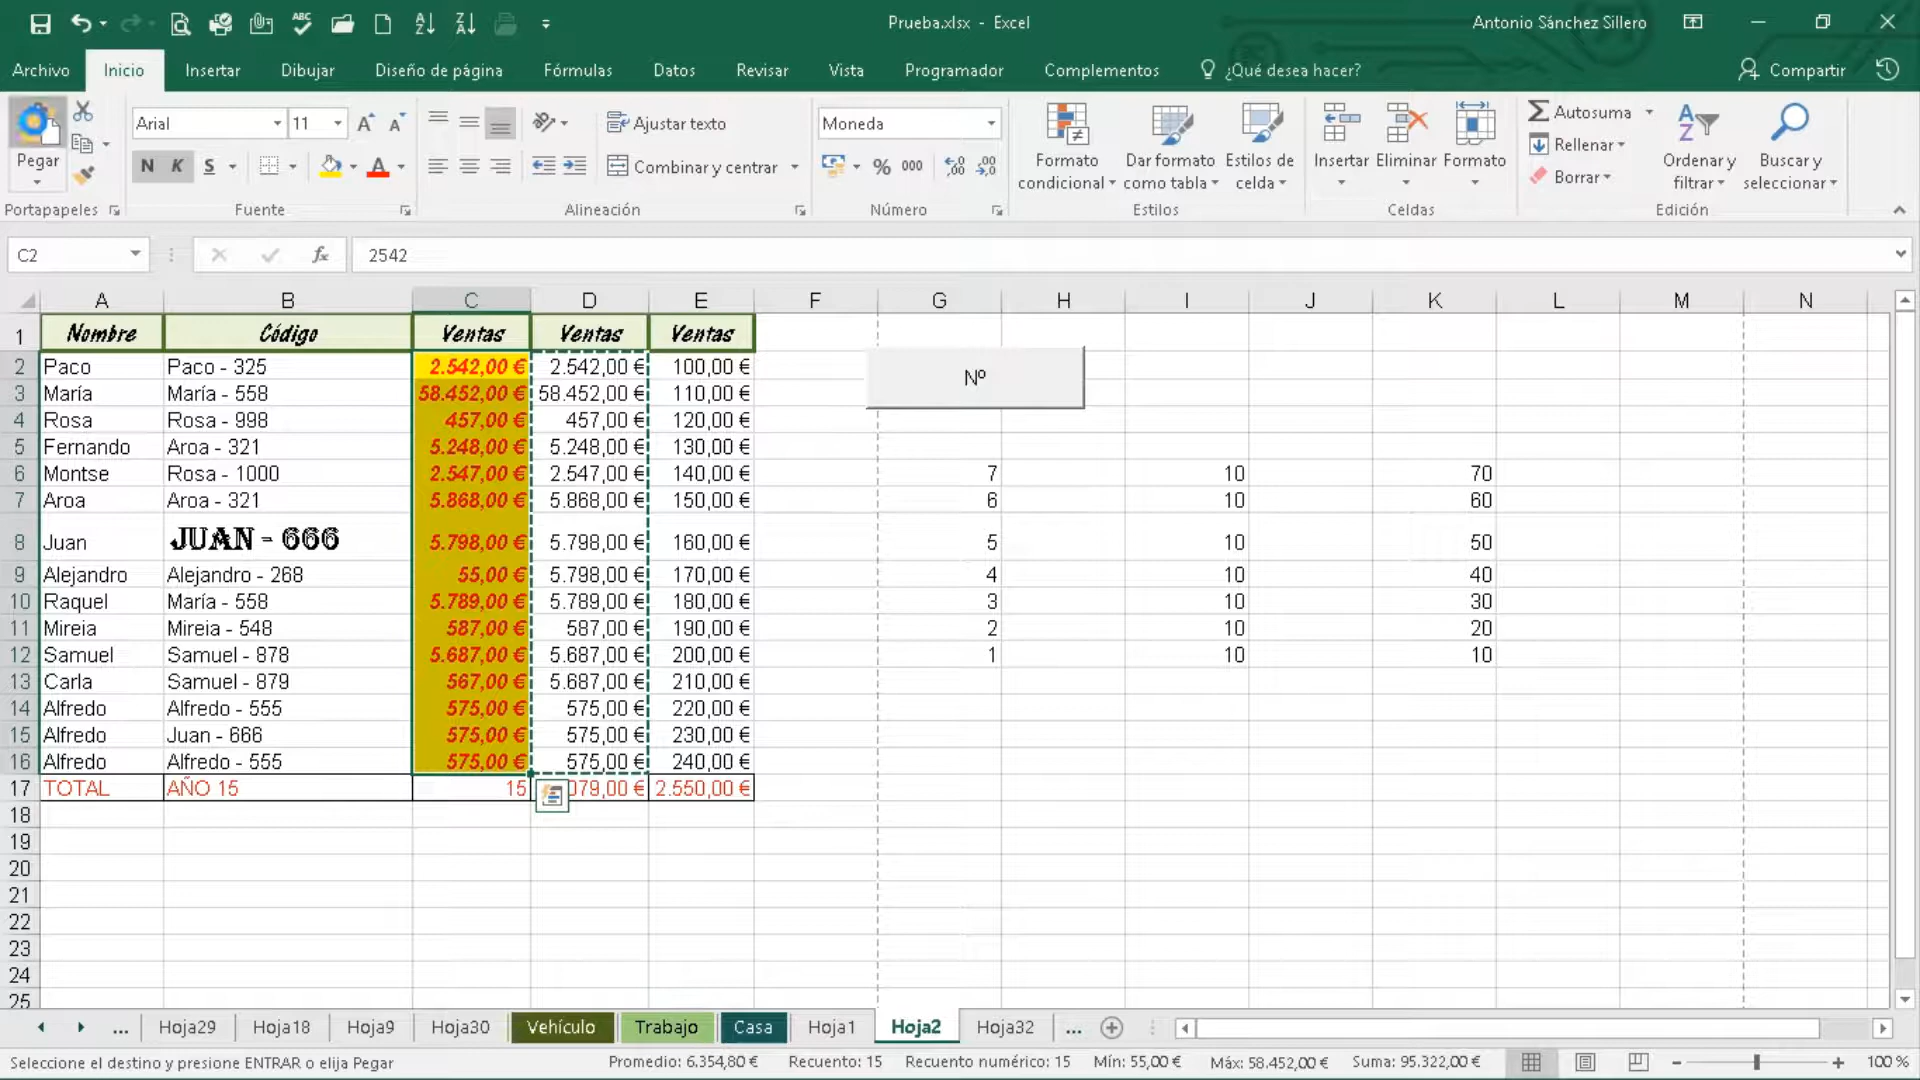 Prueba.xlsx - Excel
Antonio Sánchez Sillero
Archivo Inicio Insertar Dibujar Diseño de página Fórmulas Datos Revisar Vista Programador Complementos ¿Qué desea hacer? Compartir
Pegar
Arial 11
N K S
Ajustar texto
Combinar y centrar
Moneda
% 000
Formato condicional
Dar formato como tabla
Estilos de celda
Insertar Eliminar Formato
Autosuma
Rellenar
Borrar
Ordenar y filtrar
Buscar y seleccionar
Portapapeles Fuente Alineación Número Estilos Celdas Edición
C2 fx 2542
A B C D E F G H I J K L M N
1 Nombre Código Ventas Ventas Ventas
2 Paco Paco - 325 2.542,00 € 2.542,00 € 100,00 € Nº
3 María María - 558 58.452,00 € 58.452,00 € 110,00 €
4 Rosa Rosa - 998 457,00 € 457,00 € 120,00 €
5 Fernando Aroa - 321 5.248,00 € 5.248,00 € 130,00 €
6 Montse Rosa - 1000 2.547,00 € 2.547,00 € 140,00 € 7 10 70
7 Aroa Aroa - 321 5.868,00 € 5.868,00 € 150,00 € 6 10 60
8 Juan JUAN - 666 5.798,00 € 5.798,00 € 160,00 € 5 10 50
9 Alejandro Alejandro - 268 55,00 € 5.798,00 € 170,00 € 4 10 40
10 Raquel María - 558 5.789,00 € 5.789,00 € 180,00 € 3 10 30
11 Mireia Mireia - 548 587,00 € 587,00 € 190,00 € 2 10 20
12 Samuel Samuel - 878 5.687,00 € 5.687,00 € 200,00 € 1 10 10
13 Carla Samuel - 879 567,00 € 5.687,00 € 210,00 €
14 Alfredo Alfredo - 555 575,00 € 575,00 € 220,00 €
15 Alfredo Juan - 666 575,00 € 575,00 € 230,00 €
16 Alfredo Alfredo - 555 575,00 € 575,00 € 240,00 €
17 TOTAL AÑO 15 15 079,00 € 2.550,00 €
18
19
20
21
22
23
24
25
... Hoja29 Hoja18 Hoja9 Hoja30 Vehículo Trabajo Casa Hoja1 Hoja2 Hoja32 ...
Seleccione el destino y presione ENTRAR o elija Pegar Promedio: 6.354,80 € Recuento: 15 Recuento numérico: 15 Mín: 55,00 € Máx: 58.452,00 € Suma: 95.322,00 € 100 %